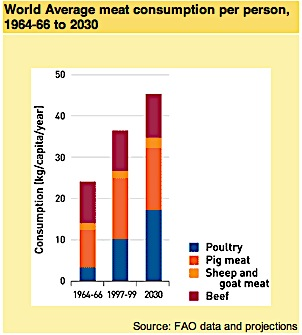 World Average meat consumption per person,
1964-66 to 2030
Consumption [kg/capita/year]
50
40
30
20
10
0
1964-66 1997-99 2030
Poultry
Pig meat
Sheep and
goat meat
Beef
Source: FAO data and projections